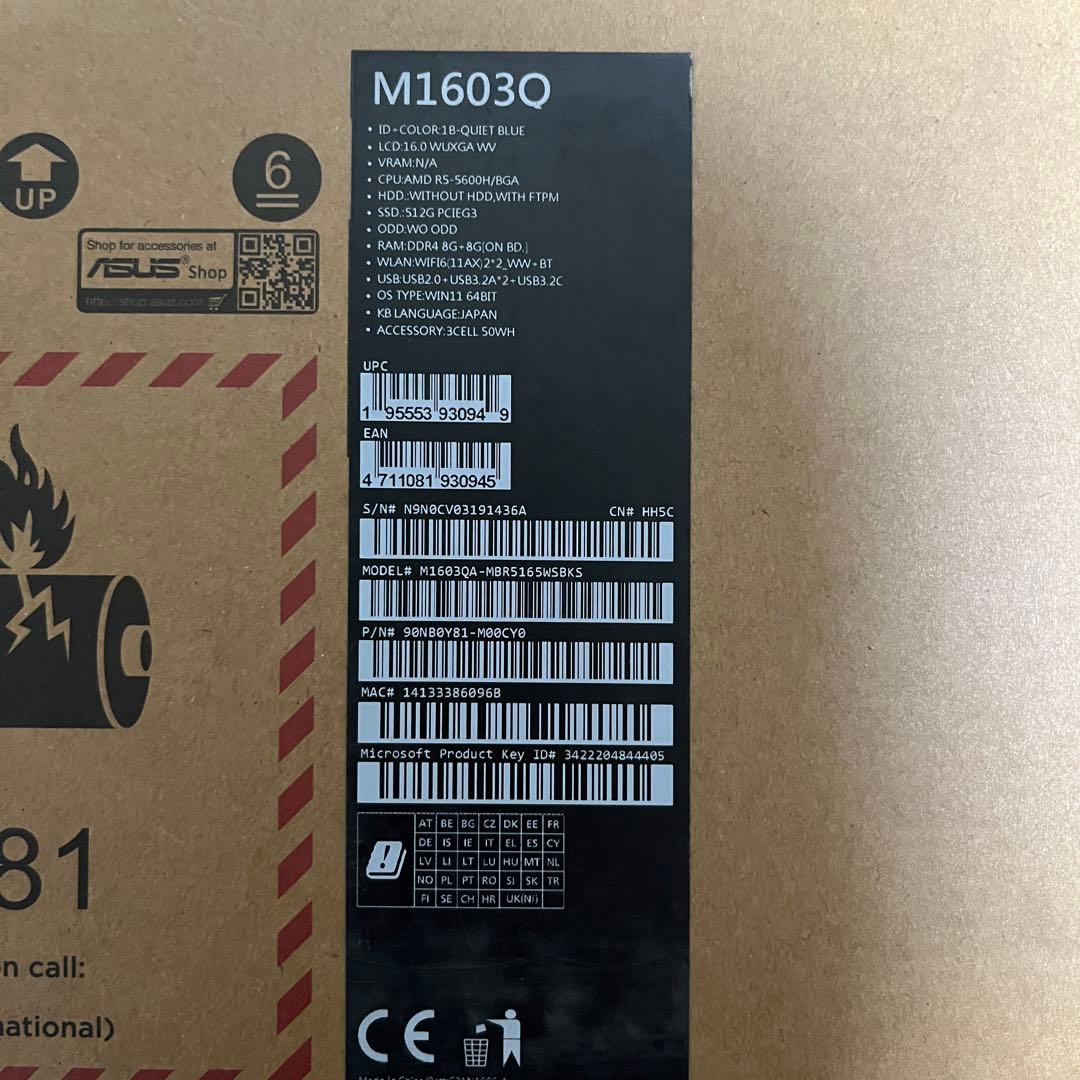 UP
6
Shop for accessories at
ASUS® Shop
http://shop.asus.com
M1603Q
• ID+COLOR:1B-QUIET BLUE
• LCD:16.0 WUXGA WV
• VRAM:N/A
• CPU:AMD R5-5600H/BGA
• HDD.:WITHOUT HDD,WITH FTPM
• SSD.:512G PCIEG3
• ODD:WO ODD
• RAM:DDR4 8G+8G[ON BD.]
• WLAN:WIFI6(11AX)2*2_WW+BT
• USB:USB2.0+USB3.2A*2+USB3.2C
• OS TYPE:WIN11 64BIT
• KB LANGUAGE:JAPAN
• ACCESSORY:3CELL 50WH
UPC
1 95553 93094 9
EAN
4 711081 930945
S/N# N9N0CV03191436A CN# HH5C
MODEL# M1603QA-MBR5165WSBKS
P/N# 90NB0Y81-M00CY0
MAC# 14133386096B
Microsoft Product Key ID# 3422204844405
AT BE BG CZ DK EE FR
DE IS IE IT EL ES CY
LV LI LT LU HU MT NL
NO PL PT RO SI SK TR
FI SE CH HR UK(NI)
81
n call:
national)
CE